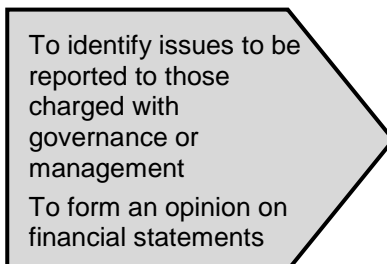 To identify issues to be
reported to those
charged with
governance or
management
To form an opinion on
financial statements